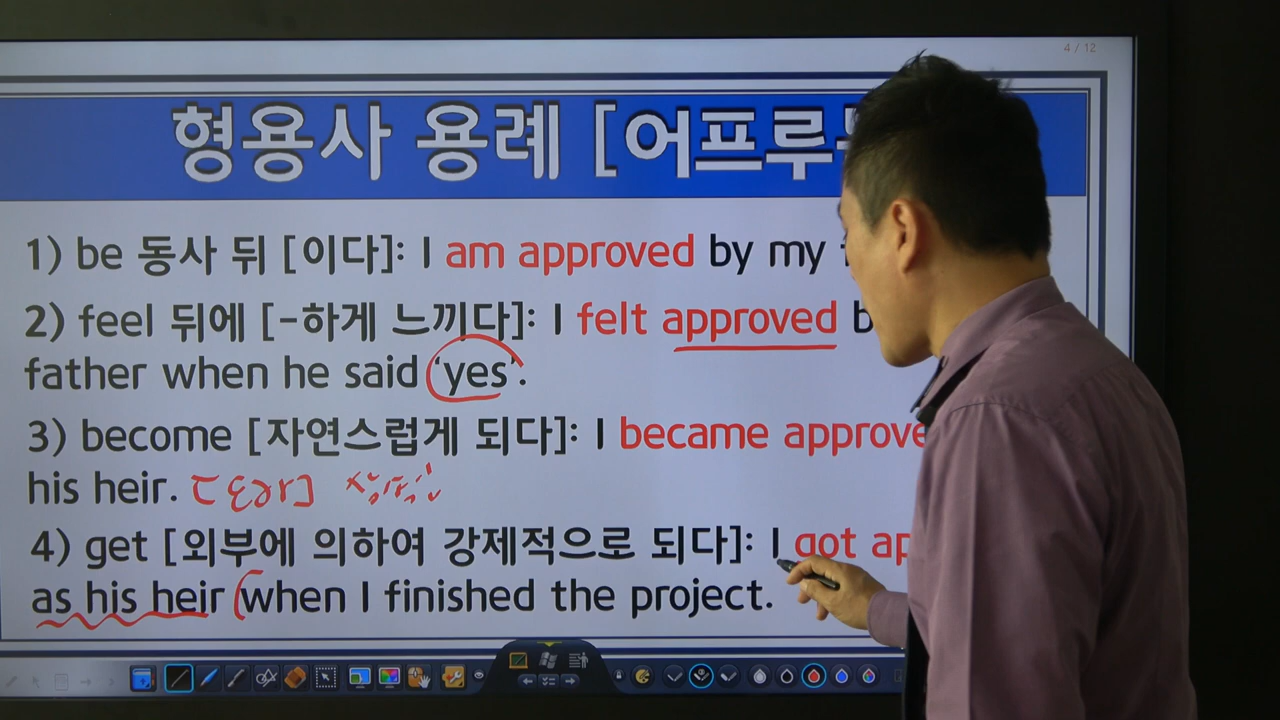 4 / 12
형용사 용례 [어프루
1) be 동사 뒤 [이다]: I am approved by my
2) feel 뒤에 [-하게 느끼다]: I felt approved
father when he said ‘yes’.
3) become [자연스럽게 되다]: I became
his heir.
4) get [외부에 의하여 강제적으로 되다]: I got
as his heir when I finished the project.